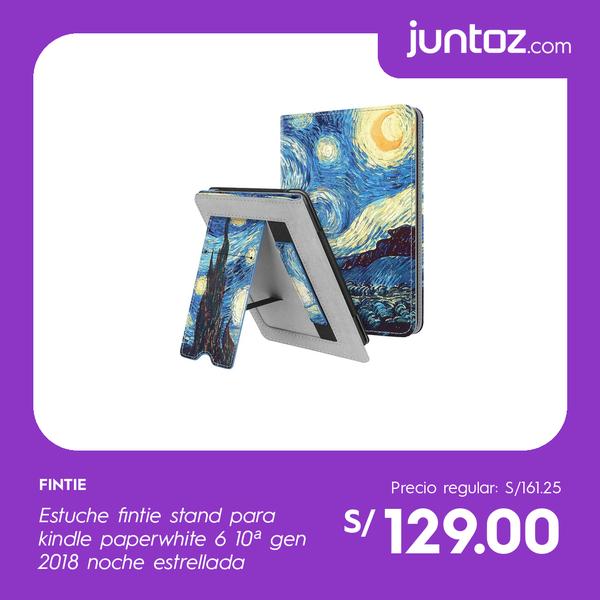 juntoz.com
FINTIE
Estuche fintie stand para
kindle paperwhite 6 10ª gen
2018 noche estrellada
Precio regular: S/161.25
S/ 129.00